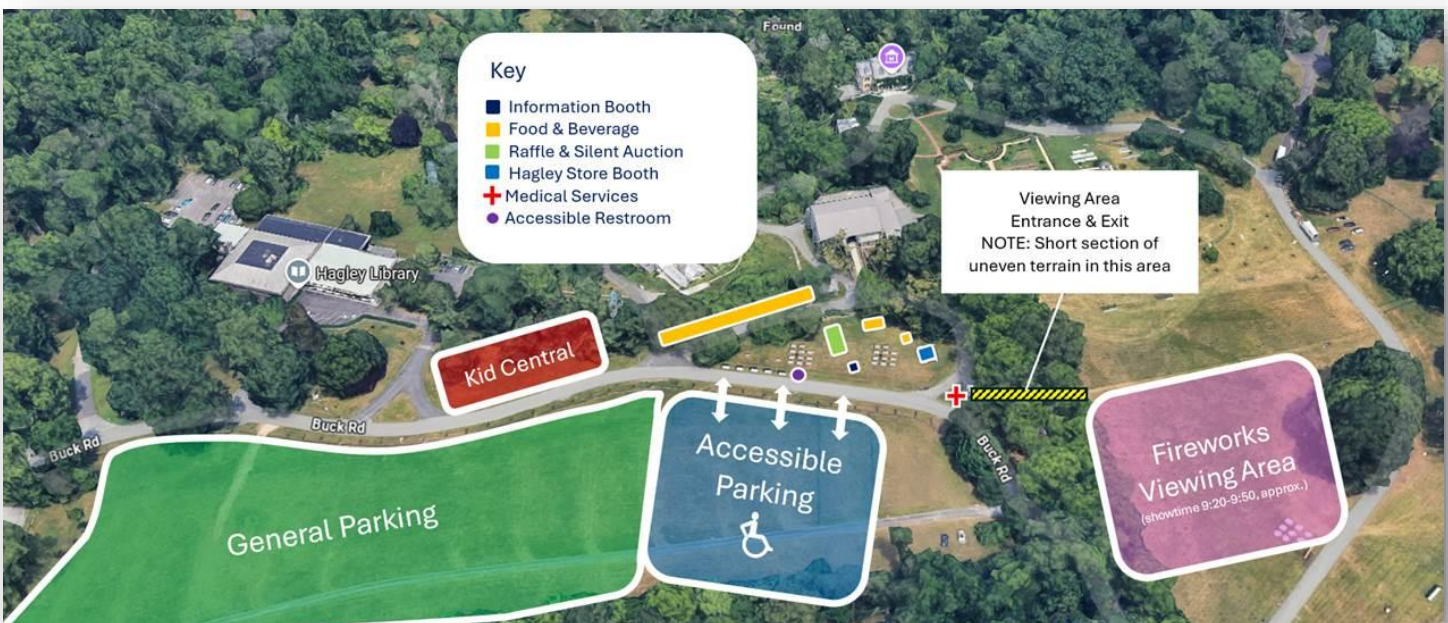 Found
Key
Information Booth
Food & Beverage
Raffle & Silent Auction
Hagley Store Booth
Medical Services
Accessible Restroom
Viewing Area
Entrance & Exit
NOTE: Short section of
uneven terrain in this area
Hagley Library
Kid Central
Buck Rd
Buck Rd
Buck Rd
General Parking
Accessible
Parking
Fireworks
Viewing Area
(showtime 9:20-9:50, approx.)